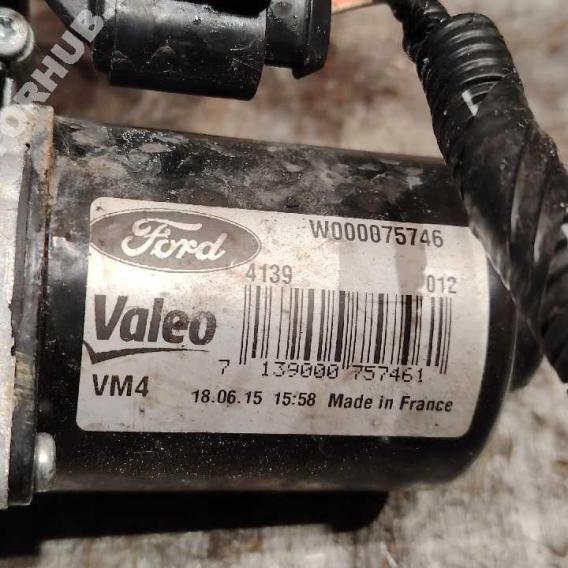 Ford
W000075746
4139 012
Valeo
7 139000 757461
VM4
18.06.15 15:58 Made in France